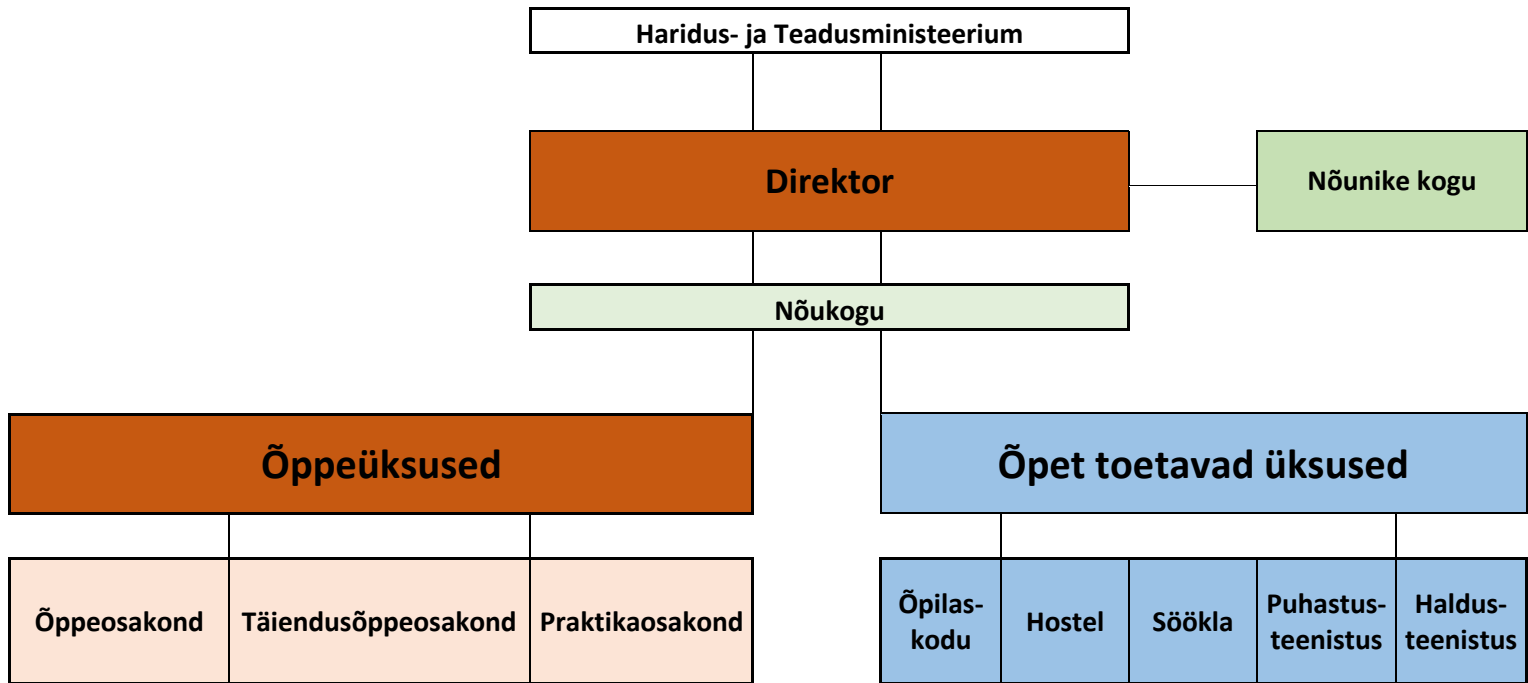 Haridus- ja Teadusministeerium
Direktor
Nõunike kogu
Nõukogu
Õppeüksused
Õpet toetavad üksused
Õppeosakond
Täiendusõppeosakond
Praktikaosakond
Õpilas-
kodu
Hostel
Söökla
Puhastus-
teenistus
Haldus-
teenistus